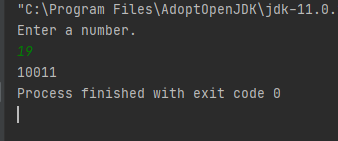 "C:\Program Files\AdoptOpenJDK\jdk-11.0.
Enter a number.
19
10011
Process finished with exit code 0